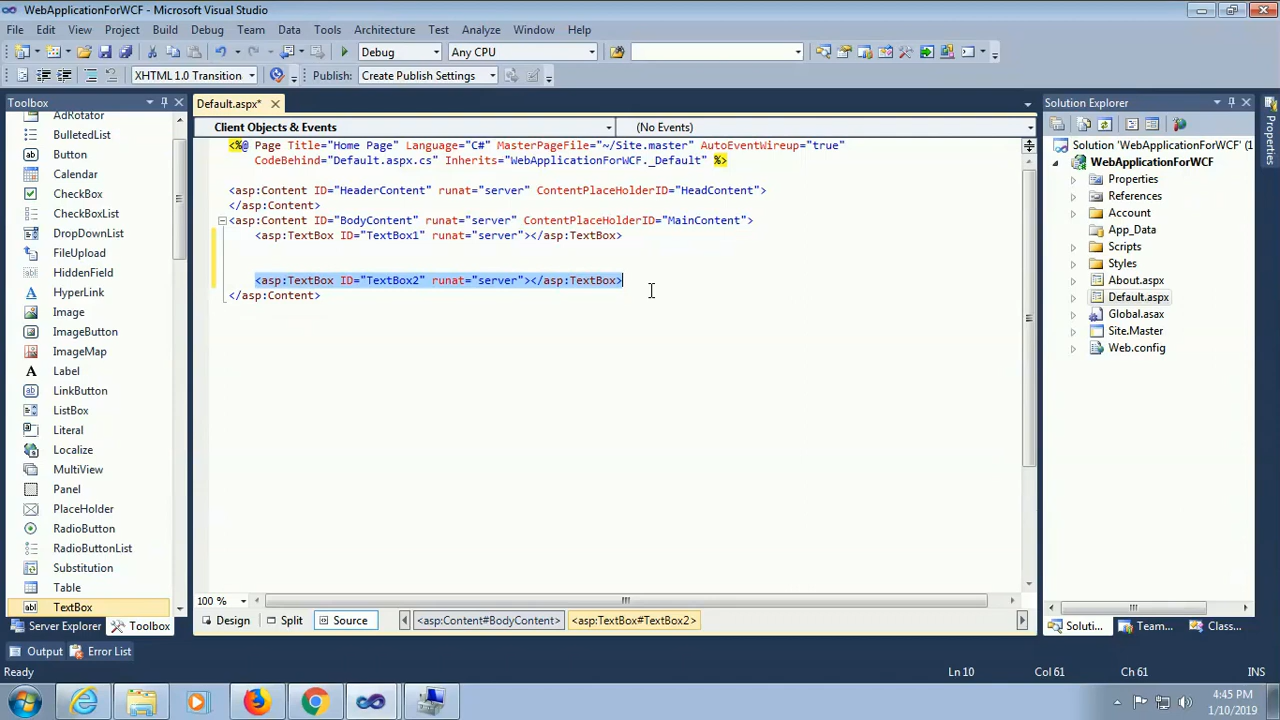 WebApplicationForWCF - Microsoft Visual Studio
File Edit View Project Build Debug Team Data Tools Architecture Test Analyze Window Help
Debug Any CPU
XHTML 1.0 Transition Publish: Create Publish Settings
Toolbox
AdRotator
BulletedList
Button
Calendar
CheckBox
CheckBoxList
DropDownList
FileUpload
HiddenField
HyperLink
Image
ImageButton
ImageMap
Label
LinkButton
ListBox
Literal
Localize
MultiView
Panel
PlaceHolder
RadioButton
RadioButtonList
Substitution
Table
TextBox
Server Explorer Toolbox
Default.aspx*
Client Objects & Events (No Events)
<%@ Page Title="Home Page" Language="C#" MasterPageFile="~/Site.master" AutoEventWireup="true"
CodeBehind="Default.aspx.cs" Inherits="WebApplicationForWCF._Default" %>
<asp:Content ID="HeaderContent" runat="server" ContentPlaceHolderID="HeadContent">
</asp:Content>
<asp:Content ID="BodyContent" runat="server" ContentPlaceHolderID="MainContent">
<asp:TextBox ID="TextBox1" runat="server"></asp:TextBox>
<asp:TextBox ID="TextBox2" runat="server"></asp:TextBox>
</asp:Content>
100 %
Design Split Source <asp:Content#BodyContent> <asp:TextBox#TextBox2>
Solution Explorer
Solution 'WebApplicationForWCF' (1
WebApplicationForWCF
Properties
References
Account
App_Data
Scripts
Styles
About.aspx
Default.aspx
Global.asax
Site.Master
Web.config
Soluti... Team... Class...
Properties
Output Error List
Ready Ln 10 Col 61 Ch 61 INS
4:45 PM
1/10/2019